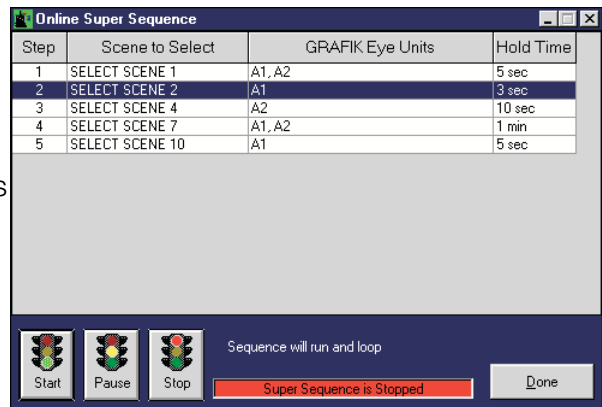 Online Super Sequence
Step Scene to Select GRAFIK Eye Units Hold Time
1 SELECT SCENE 1 A1, A2 5 sec
2 SELECT SCENE 2 A1 3 sec
3 SELECT SCENE 4 A2 10 sec
4 SELECT SCENE 7 A1, A2 1 min
5 SELECT SCENE 10 A1 5 sec
s
Sequence will run and loop
Start Pause Stop Super Sequence is Stopped Done